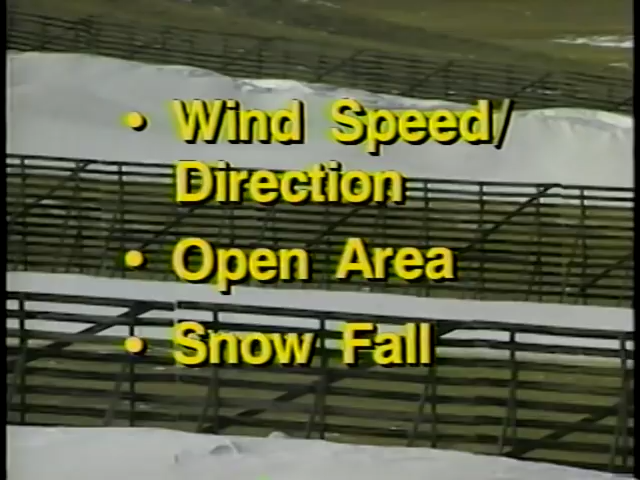 • Wind Speed/
Direction
• Open Area
• Snow Fall